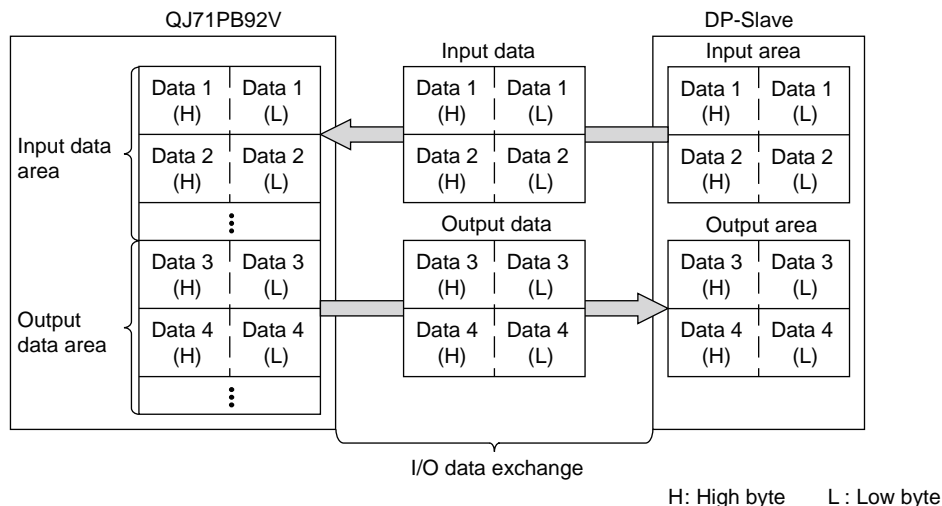 QJ71PB92V
DP-Slave
Input data
Input area
Data 1 Data 1 Data 1 Data 1 Data 1 Data 1
(H) (L) (H) (L) (H) (L)
Input data
area
Data 2 Data 2 Data 2 Data 2 Data 2 Data 2
(H) (L) (H) (L) (H) (L)
Output data
Output area
Data 3 Data 3 Data 3 Data 3 Data 3 Data 3
(H) (L) (H) (L) (H) (L)
Output
data area
Data 4 Data 4 Data 4 Data 4 Data 4 Data 4
(H) (L) (H) (L) (H) (L)
I/O data exchange
H: High byte L : Low byte